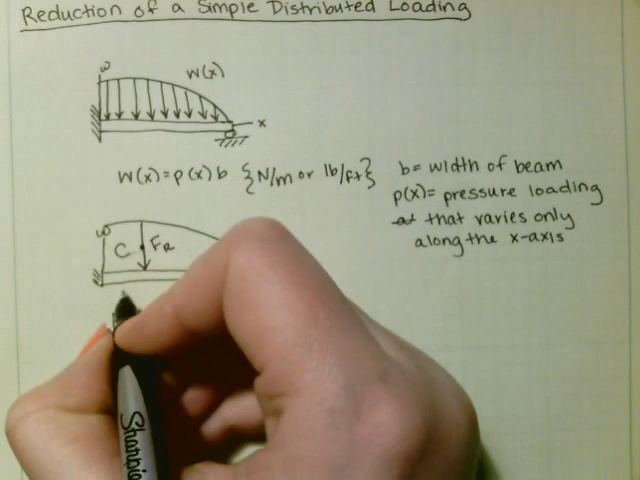 Reduction of a Simple Distributed Loading
w
w(x)
x
w(x)=p(x)b {N/m or lb/ft}
b= width of beam
p(x)= pressure loading
that varies only
along the x-axis
w
C FR
Sharpie